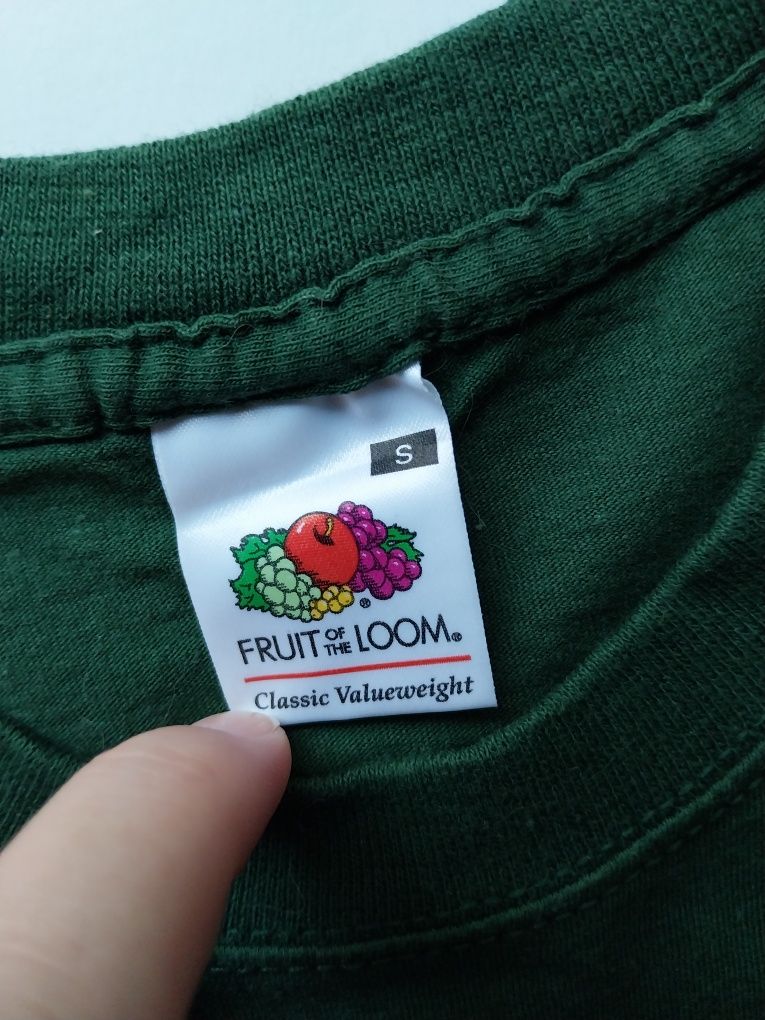 S
®
FRUIT OF THE LOOM®
Classic Valueweight